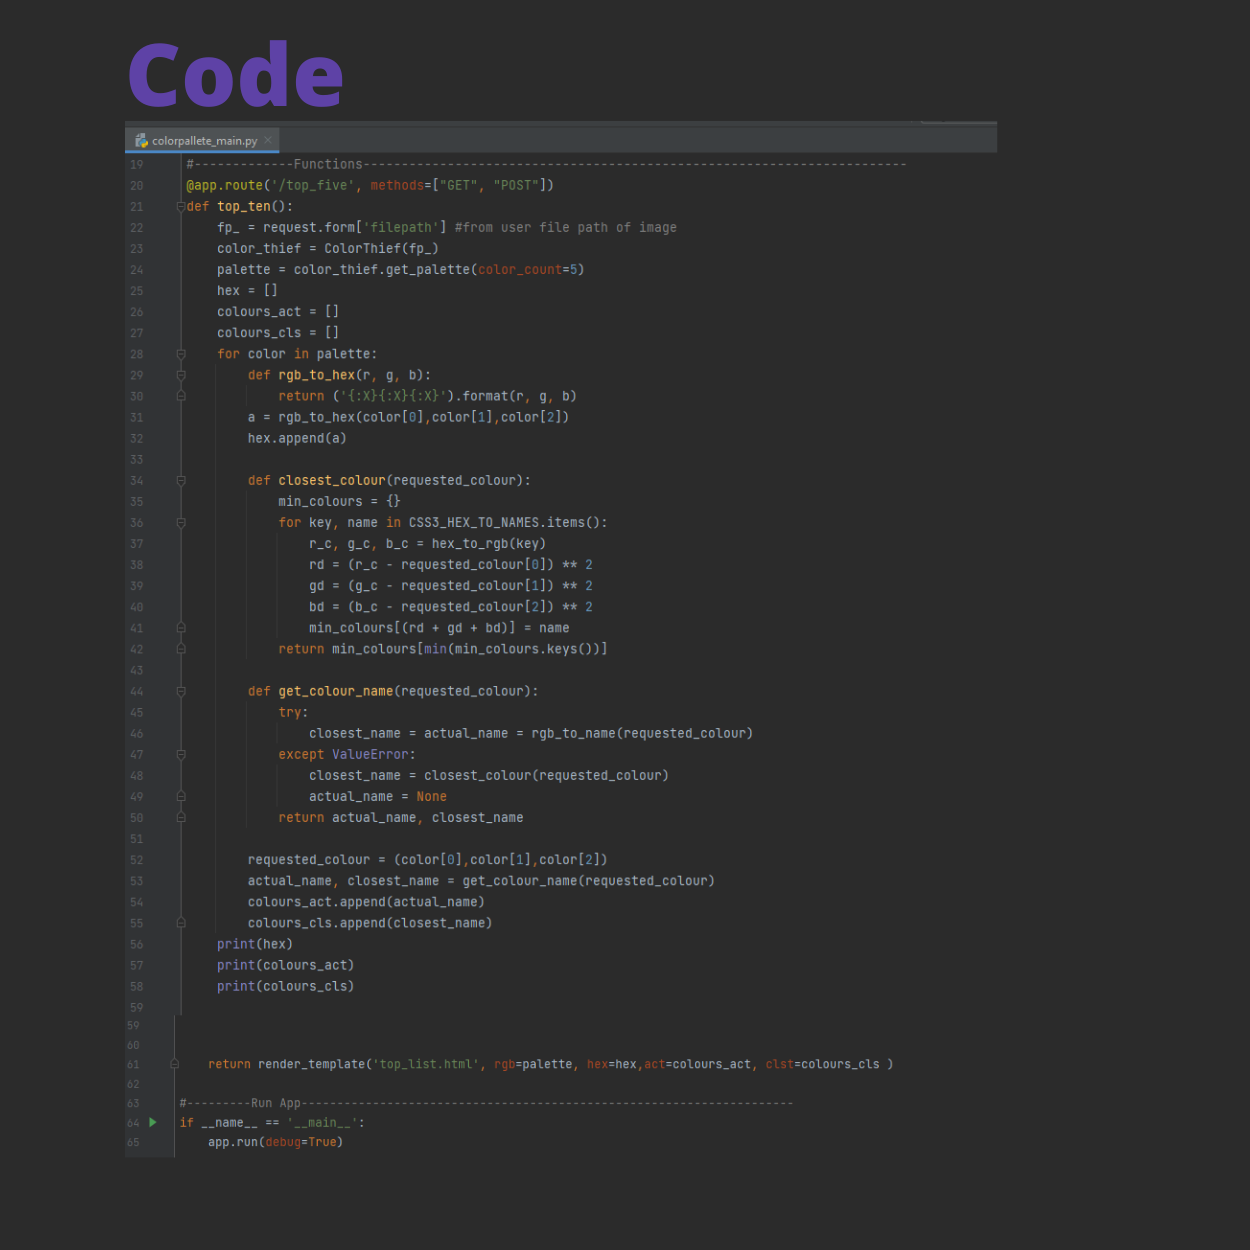 Code
colorpallete_main.py
19 #-------------Functions-----------------------------------------------------------------------
20 @app.route('/top_five', methods=["GET", "POST"])
21 def top_ten():
22     fp_ = request.form['filepath'] #from user file path of image
23     color_thief = ColorThief(fp_)
24     palette = color_thief.get_palette(color_count=5)
25     hex = []
26     colours_act = []
27     colours_cls = []
28     for color in palette:
29         def rgb_to_hex(r, g, b):
30             return ('{:X}{:X}{:X}').format(r, g, b)
31         a = rgb_to_hex(color[0],color[1],color[2])
32         hex.append(a)
33
34         def closest_colour(requested_colour):
35             min_colours = {}
36             for key, name in CSS3_HEX_TO_NAMES.items():
37                 r_c, g_c, b_c = hex_to_rgb(key)
38                 rd = (r_c - requested_colour[0]) ** 2
39                 gd = (g_c - requested_colour[1]) ** 2
40                 bd = (b_c - requested_colour[2]) ** 2
41                 min_colours[(rd + gd + bd)] = name
42             return min_colours[min(min_colours.keys())]
43
44         def get_colour_name(requested_colour):
45             try:
46                 closest_name = actual_name = rgb_to_name(requested_colour)
47             except ValueError:
48                 closest_name = closest_colour(requested_colour)
49                 actual_name = None
50             return actual_name, closest_name
51
52         requested_colour = (color[0],color[1],color[2])
53         actual_name, closest_name = get_colour_name(requested_colour)
54         colours_act.append(actual_name)
55         colours_cls.append(closest_name)
56     print(hex)
57     print(colours_act)
58     print(colours_cls)
59
59
60
61     return render_template('top_list.html', rgb=palette, hex=hex,act=colours_act, clst=colours_cls )
62
63 #---------Run App---------------------------------------------------------------------
64 if __name__ == '__main__':
65     app.run(debug=True)